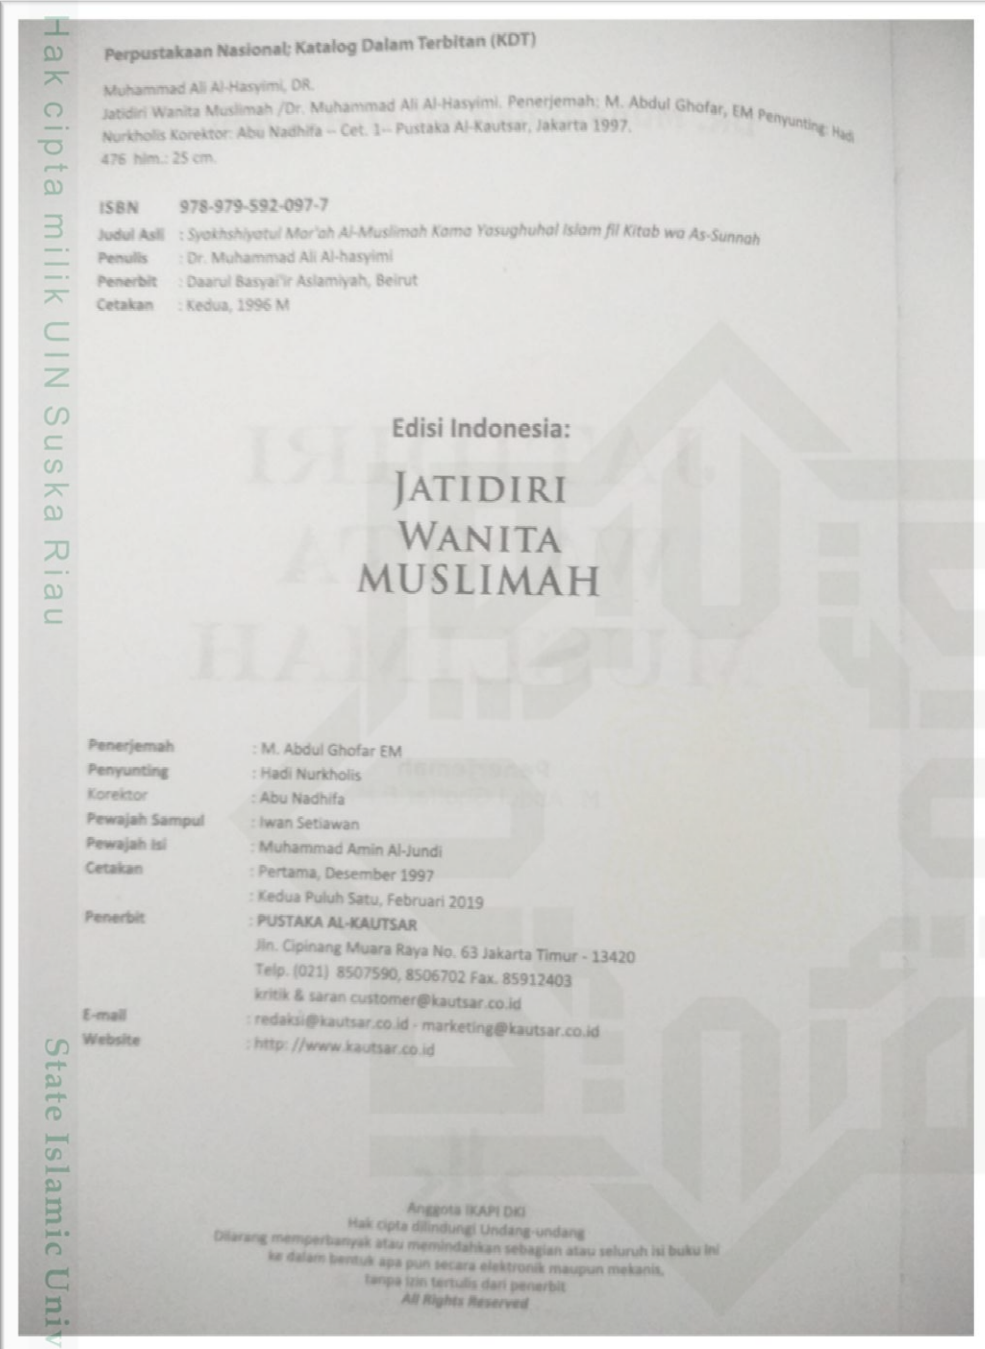 Hak cipta milik UIN Suska Riau
State Islamic Univ
Perpustakaan Nasional; Katalog Dalam Terbitan (KDT)
Muhammad Ali Al-Hasyimi, DR.
Jatidiri Wanita Muslimah /Dr. Muhammad Ali Al-Hasyimi. Penerjemah; M. Abdul Ghofar, EM Penyunting: Hadi
Nurkholis Korektor: Abu Nadhifa -- Cet. 1-- Pustaka Al-Kautsar, Jakarta 1997.
476 hlm.: 25 cm.
ISBN 978-979-592-097-7
Judul Asli : Syakhshiyatul Mar'ah Al-Muslimah Kama Yasughuhal Islam fil Kitab wa As-Sunnah
Penulis : Dr. Muhammad Ali Al-hasyimi
Penerbit : Daarul Basyai'ir Aslamiyah, Beirut
Cetakan : Kedua, 1996 M
Edisi Indonesia:
JATIDIRI
WANITA
MUSLIMAH
Penerjemah : M. Abdul Ghofar EM
Penyunting : Hadi Nurkholis
Korektor : Abu Nadhifa
Pewajah Sampul : Iwan Setiawan
Pewajah Isi : Muhammad Amin Al-Jundi
Cetakan : Pertama, Desember 1997
: Kedua Puluh Satu, Februari 2019
Penerbit : PUSTAKA AL-KAUTSAR
Jln. Cipinang Muara Raya No. 63 Jakarta Timur - 13420
Telp. (021) 8507590, 8506702 Fax. 85912403
kritik & saran customer@kautsar.co.id
E-mail : redaksi@kautsar.co.id - marketing@kautsar.co.id
Website : http: //www.kautsar.co.id
Anggota IKAPI DKI
Hak cipta dilindungi Undang-undang
Dilarang memperbanyak atau memindahkan sebagian atau seluruh isi buku ini
ke dalam bentuk apa pun secara elektronik maupun mekanis,
tanpa izin tertulis dari penerbit
All Rights Reserved